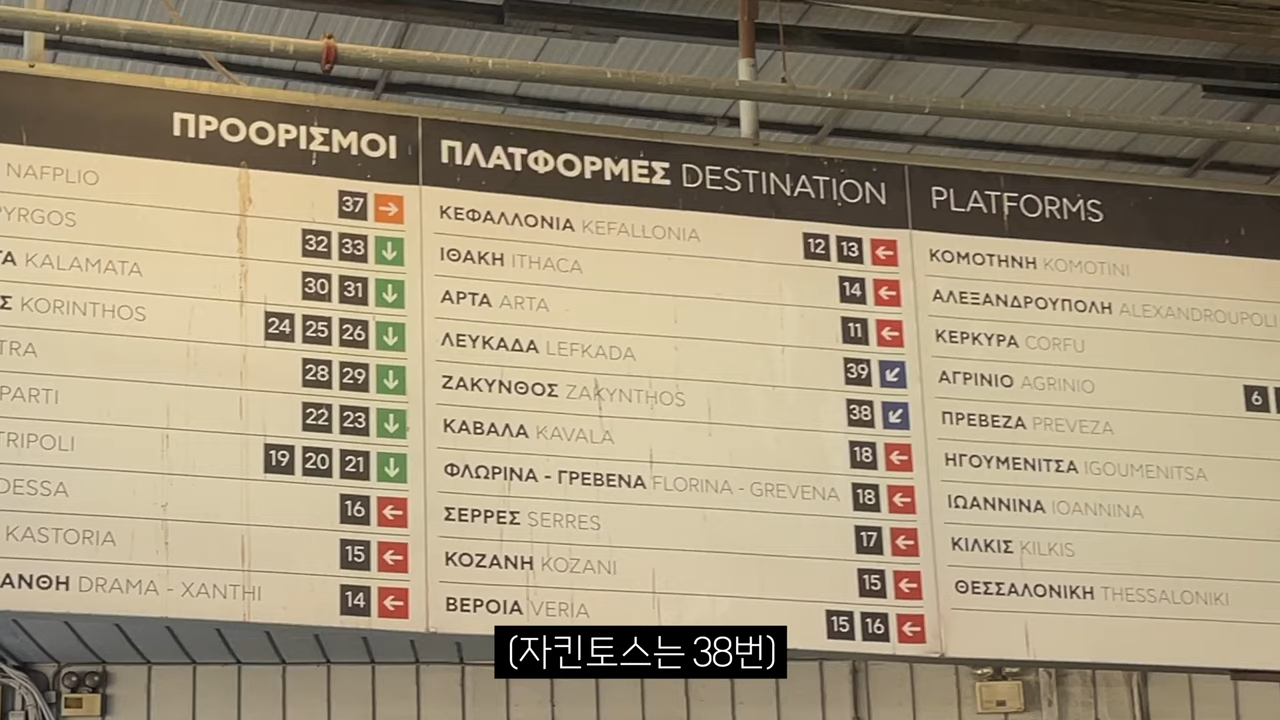 ΠΡΟΟΡΙΣΜΟΙ
NAFPLIO 37 →
PYRGOS 32 33 ↓
ΤΑ KALAMATA 30 31 ↓
Σ KORINTHOS 24 25 26 ↓
TRA 28 29 ↓
PARTI 22 23 ↓
TRIPOLI 19 20 21 ↓
DESSA 16 ←
KASTORIA 15 ←
ΑΝΘΗ DRAMA - XANTHI 14 ←
ΠΛΑΤΦΟΡΜΕΣ DESTINATION
ΚΕΦΑΛΛΟΝΙΑ KEFALLONIA 12 13 ←
ΙΘΑΚΗ ITHACA 14 ←
ΑΡΤΑ ARTA 11 ←
ΛΕΥΚΑΔΑ LEFKADA 39 ↙
ΖΑΚΥΝΘΟΣ ZAKYNTHOS 38 ↙
ΚΑΒΑΛΑ KAVALA 18 ←
ΦΛΩΡΙΝΑ - ΓΡΕΒΕΝΑ FLORINA - GREVENA 18 ←
ΣΕΡΡΕΣ SERRES 17 ←
ΚΟΖΑΝΗ KOZANI 15 ←
ΒΕΡΟΙΑ VERIA 15 16 ←
PLATFORMS
ΚΟΜΟΤΗΝΗ KOMOTINI
ΑΛΕΞΑΝΔΡΟΥΠΟΛΗ ALEXANDROUPOLI
ΚΕΡΚΥΡΑ CORFU
ΑΓΡΙΝΙΟ AGRINIO 6
ΠΡΕΒΕΖΑ PREVEZA
ΗΓΟΥΜΕΝΙΤΣΑ IGOUMENITSA
ΙΩΑΝΝΙΝΑ IOANNINA
ΚΙΛΚΙΣ KILKIS
ΘΕΣΣΑΛΟΝΙΚΗ THESSALONIKI
(자킨토스는 38번)